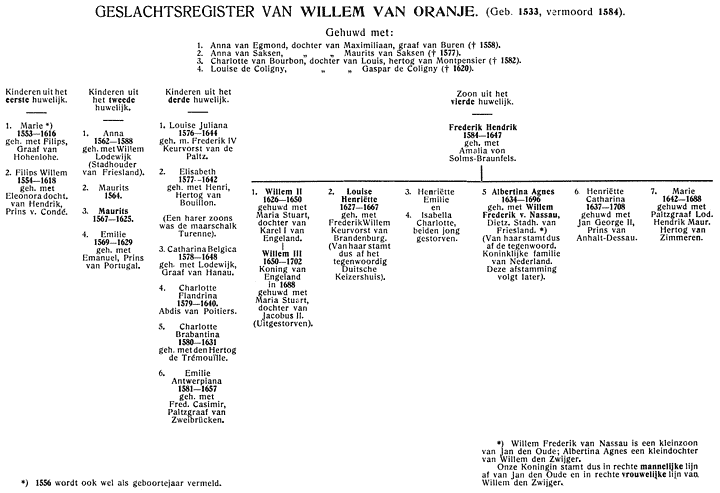 GESLACHTSREGISTER VAN WILLEM VAN ORANJE. (Geb. 1533, vermoord 1584).
Gehuwd met:
1. Anna van Egmond, dochter van Maximiliaan, graaf van Buren († 1558).
2. Anna van Saksen, „ „ Maurits van Saksen († 1577).
3. Charlotte van Bourbon, dochter van Louis, hertog van Montpensier († 1582).
4. Louise de Coligny, „ „ Gaspar de Coligny († 1620).
Kinderen uit het
eerste huwelijk.
1. Marie *)
1553—1616
geh. met Filips,
Graaf van
Hohenlohe.
2. Filips Willem
1554—1618
geh. met
Eleonora docht.
van Hendrik,
Prins v. Condé.
Kinderen uit
het tweede
huwelijk.
1. Anna
1562—1588
geh. met Willem
Lodewijk
(Stadhouder
van Friesland).
2. Maurits
1564.
3. Maurits
1567—1625.
4. Emilie
1569—1629
geh. met
Emanuel, Prins
van Portugal.
Kinderen uit het
derde huwelijk.
1. Louise Juliana
1576—1644
geh. m. Frederik IV
Keurvorst van de
Paltz.
2. Elisabeth
1577—1642
geh. met Henri,
Hertog van
Bouillon.
(Een harer zoons
was de maarschalk
Turenne).
3. Catharina Belgica
1578—1648
geh. met Lodewijk,
Graaf van Hanau.
4. Charlotte
Flandrina
1579—1640.
Abdis van Poitiers.
5. Charlotte
Brabantina
1580—1631
geh. met den Hertog
de Trémouïlle.
6. Emilie
Antwerpiana
1581—1657
geh. met
Fred. Casimir,
Paltzgraaf van
Zweibrücken.
Zoon uit het
vierde huwelijk.
Frederik Hendrik
1584—1647
geh. met
Amalia von
Solms-Braunfels.
1. Willem II
1626—1650
gehuwd met
Maria Stuart,
dochter van
Karel I van
Engeland.
Willem III
1650—1702
Koning van
Engeland
in 1688
gehuwd met
Maria Stuart,
dochter van
Jacobus II.
(Uitgestorven).
2. Louise
Henriëtte
1627—1667
geh. met
Frederik Willem
Keurvorst van
Brandenburg.
(Van haar stamt
dus af het
tegenwoordig
Duitsche
Keizershuis).
3. Henriëtte
Emilie
en
4. Isabella
Charlotte,
beiden jong
gestorven.
5 Albertina Agnes
1634—1696
geh. met Willem
Frederik v. Nassau,
Dietz. Stadh. van
Friesland. *)
(Van haar stamt dus
af de tegenwoord.
Koninklijke familie
van Nederland.
Deze afstamming
volgt later).
6. Henriëtte
Catharina
1637—1708
gehuwd met
Jan George II,
Prins van
Anhalt-Dessau.
7. Marie
1642—1688
gehuwd met
Paltzgraaf Lod.
Hendrik Maur.
Hertog van
Zimmeren.
*) Willem Frederik van Nassau is een kleinzoon
van Jan den Oude; Albertina Agnes een kleindochter
van Willem den Zwijger.
Onze Koningin stamt dus in rechte mannelijke lijn
af van Jan den Oude en in rechte vrouwelijke lijn van
Willem den Zwijger.
*) 1556 wordt ook wel als geboortejaar vermeld.